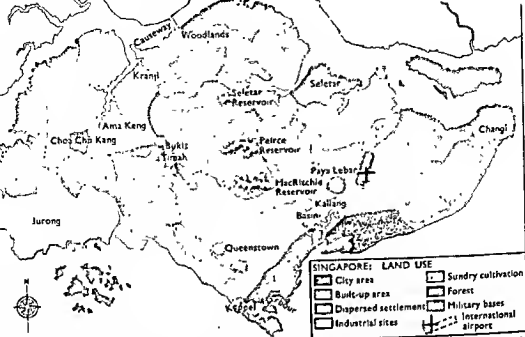 Causeway
Woodlands
Kranji
Seletar
Reservoir
Seletar
Ama Keng
Choa Chu Kang
Bukit
Timah
Peirce
Reservoir
Changi
Paya Lebar
MacRitchie
Reservoir
Kallang
Basin
Jurong
Queenstown
Keppel Harbour
N
SINGAPORE: LAND USE
City area
Built-up area
Dispersed settlement
Industrial sites
Sundry cultivation
Forest
Military bases
International
airport